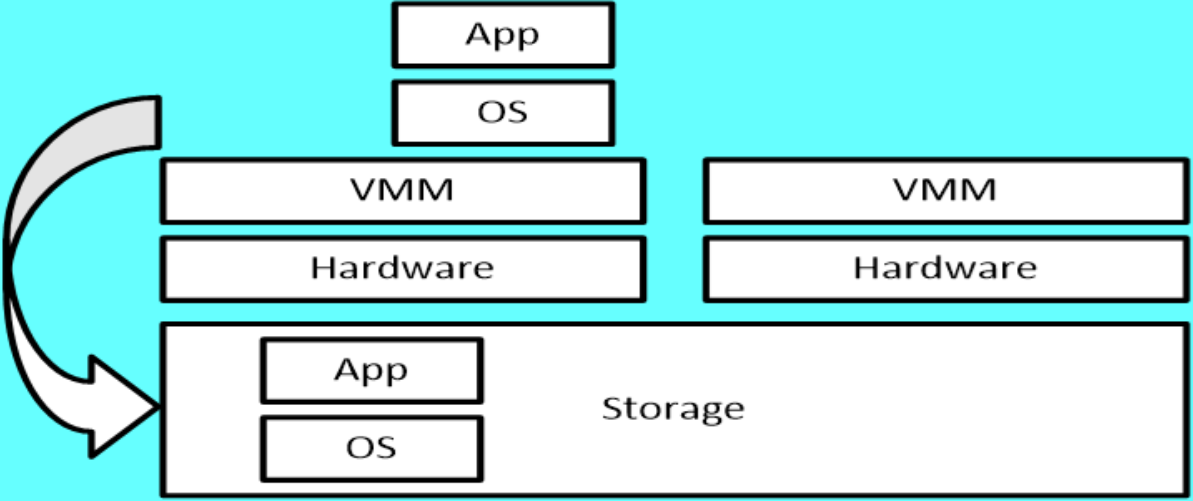 App
OS
VMM
VMM
Hardware
Hardware
App
Storage
OS